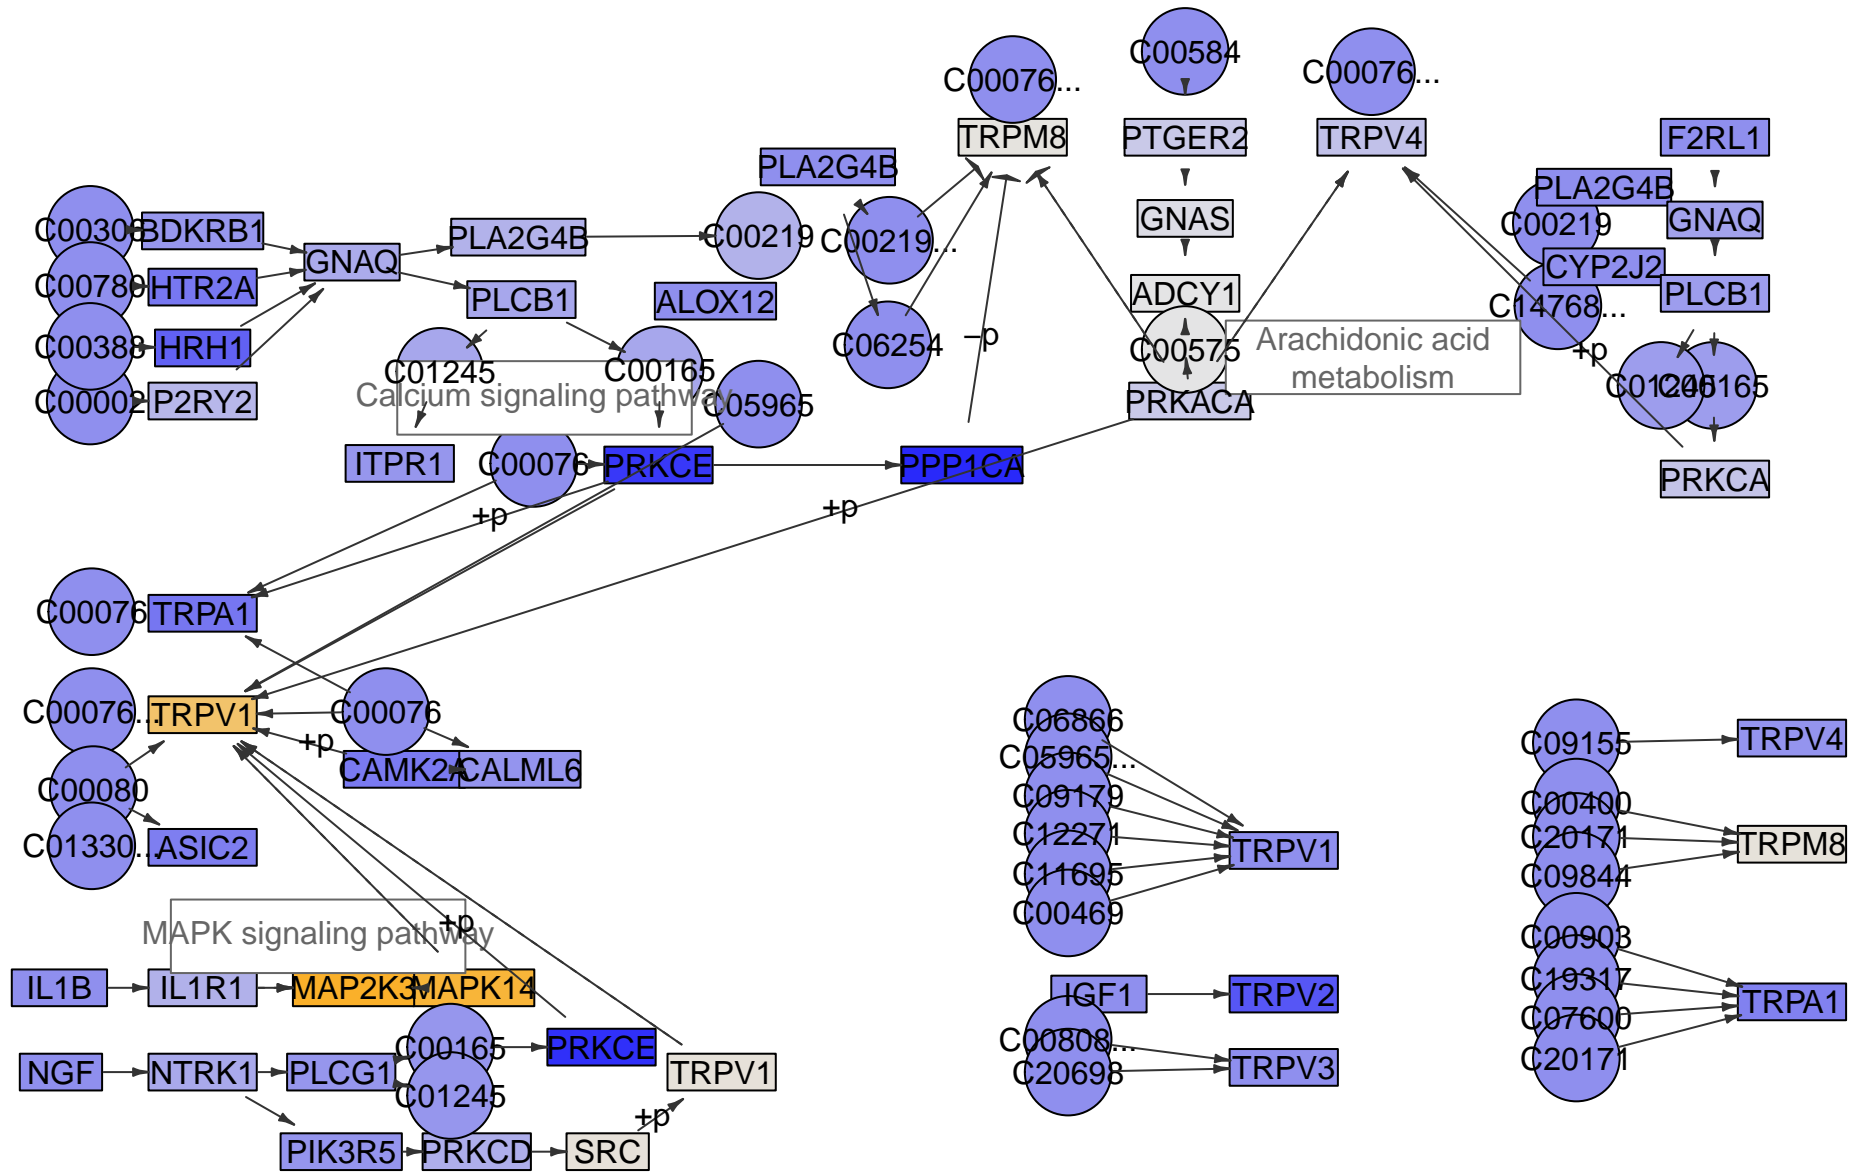 C00584
C00076...
C00076...
TRPM8
PTGER2
TRPV4
F2RL1
PLA2G4B
PLA2G4B
C00219
GNAS
GNAQ
BDKRB1
PLA2G4B
C00219
C00219...
GNAQ
CYP2J2
C00780
HTR2A
PLCB1
ALOX12
ADCY1
PLCB1
C14768...
C00388
HRH1
C06254
–p
C00575
Arachidonic acid
metabolism
+p
C01245
C00165
Calcium signaling pathway
C00002
P2RY2
C05965
PRKACA
C01245
C00165
ITPR1
C00076
PRKCE
PPP1CA
PRKCA
+p
+p
C00076
TRPA1
C00076...
TRPV1
C00076
+p
CAMK2A
CALML6
C00080
C01330...
ASIC2
C06866
C05965...
C09179
C12271
C11695
C00469
TRPV1
C09155
TRPV4
C00400
C20171
C09844
TRPM8
MAPK signaling pathway
+p
C00903
C19317
C07600
C20171
TRPA1
IL1B
IL1R1
MAP2K3
MAPK14
IGF1
TRPV2
C00808...
C20698
TRPV3
C00165
PRKCE
NGF
NTRK1
PLCG1
TRPV1
C01245
+p
PIK3R5
PRKCD
SRC